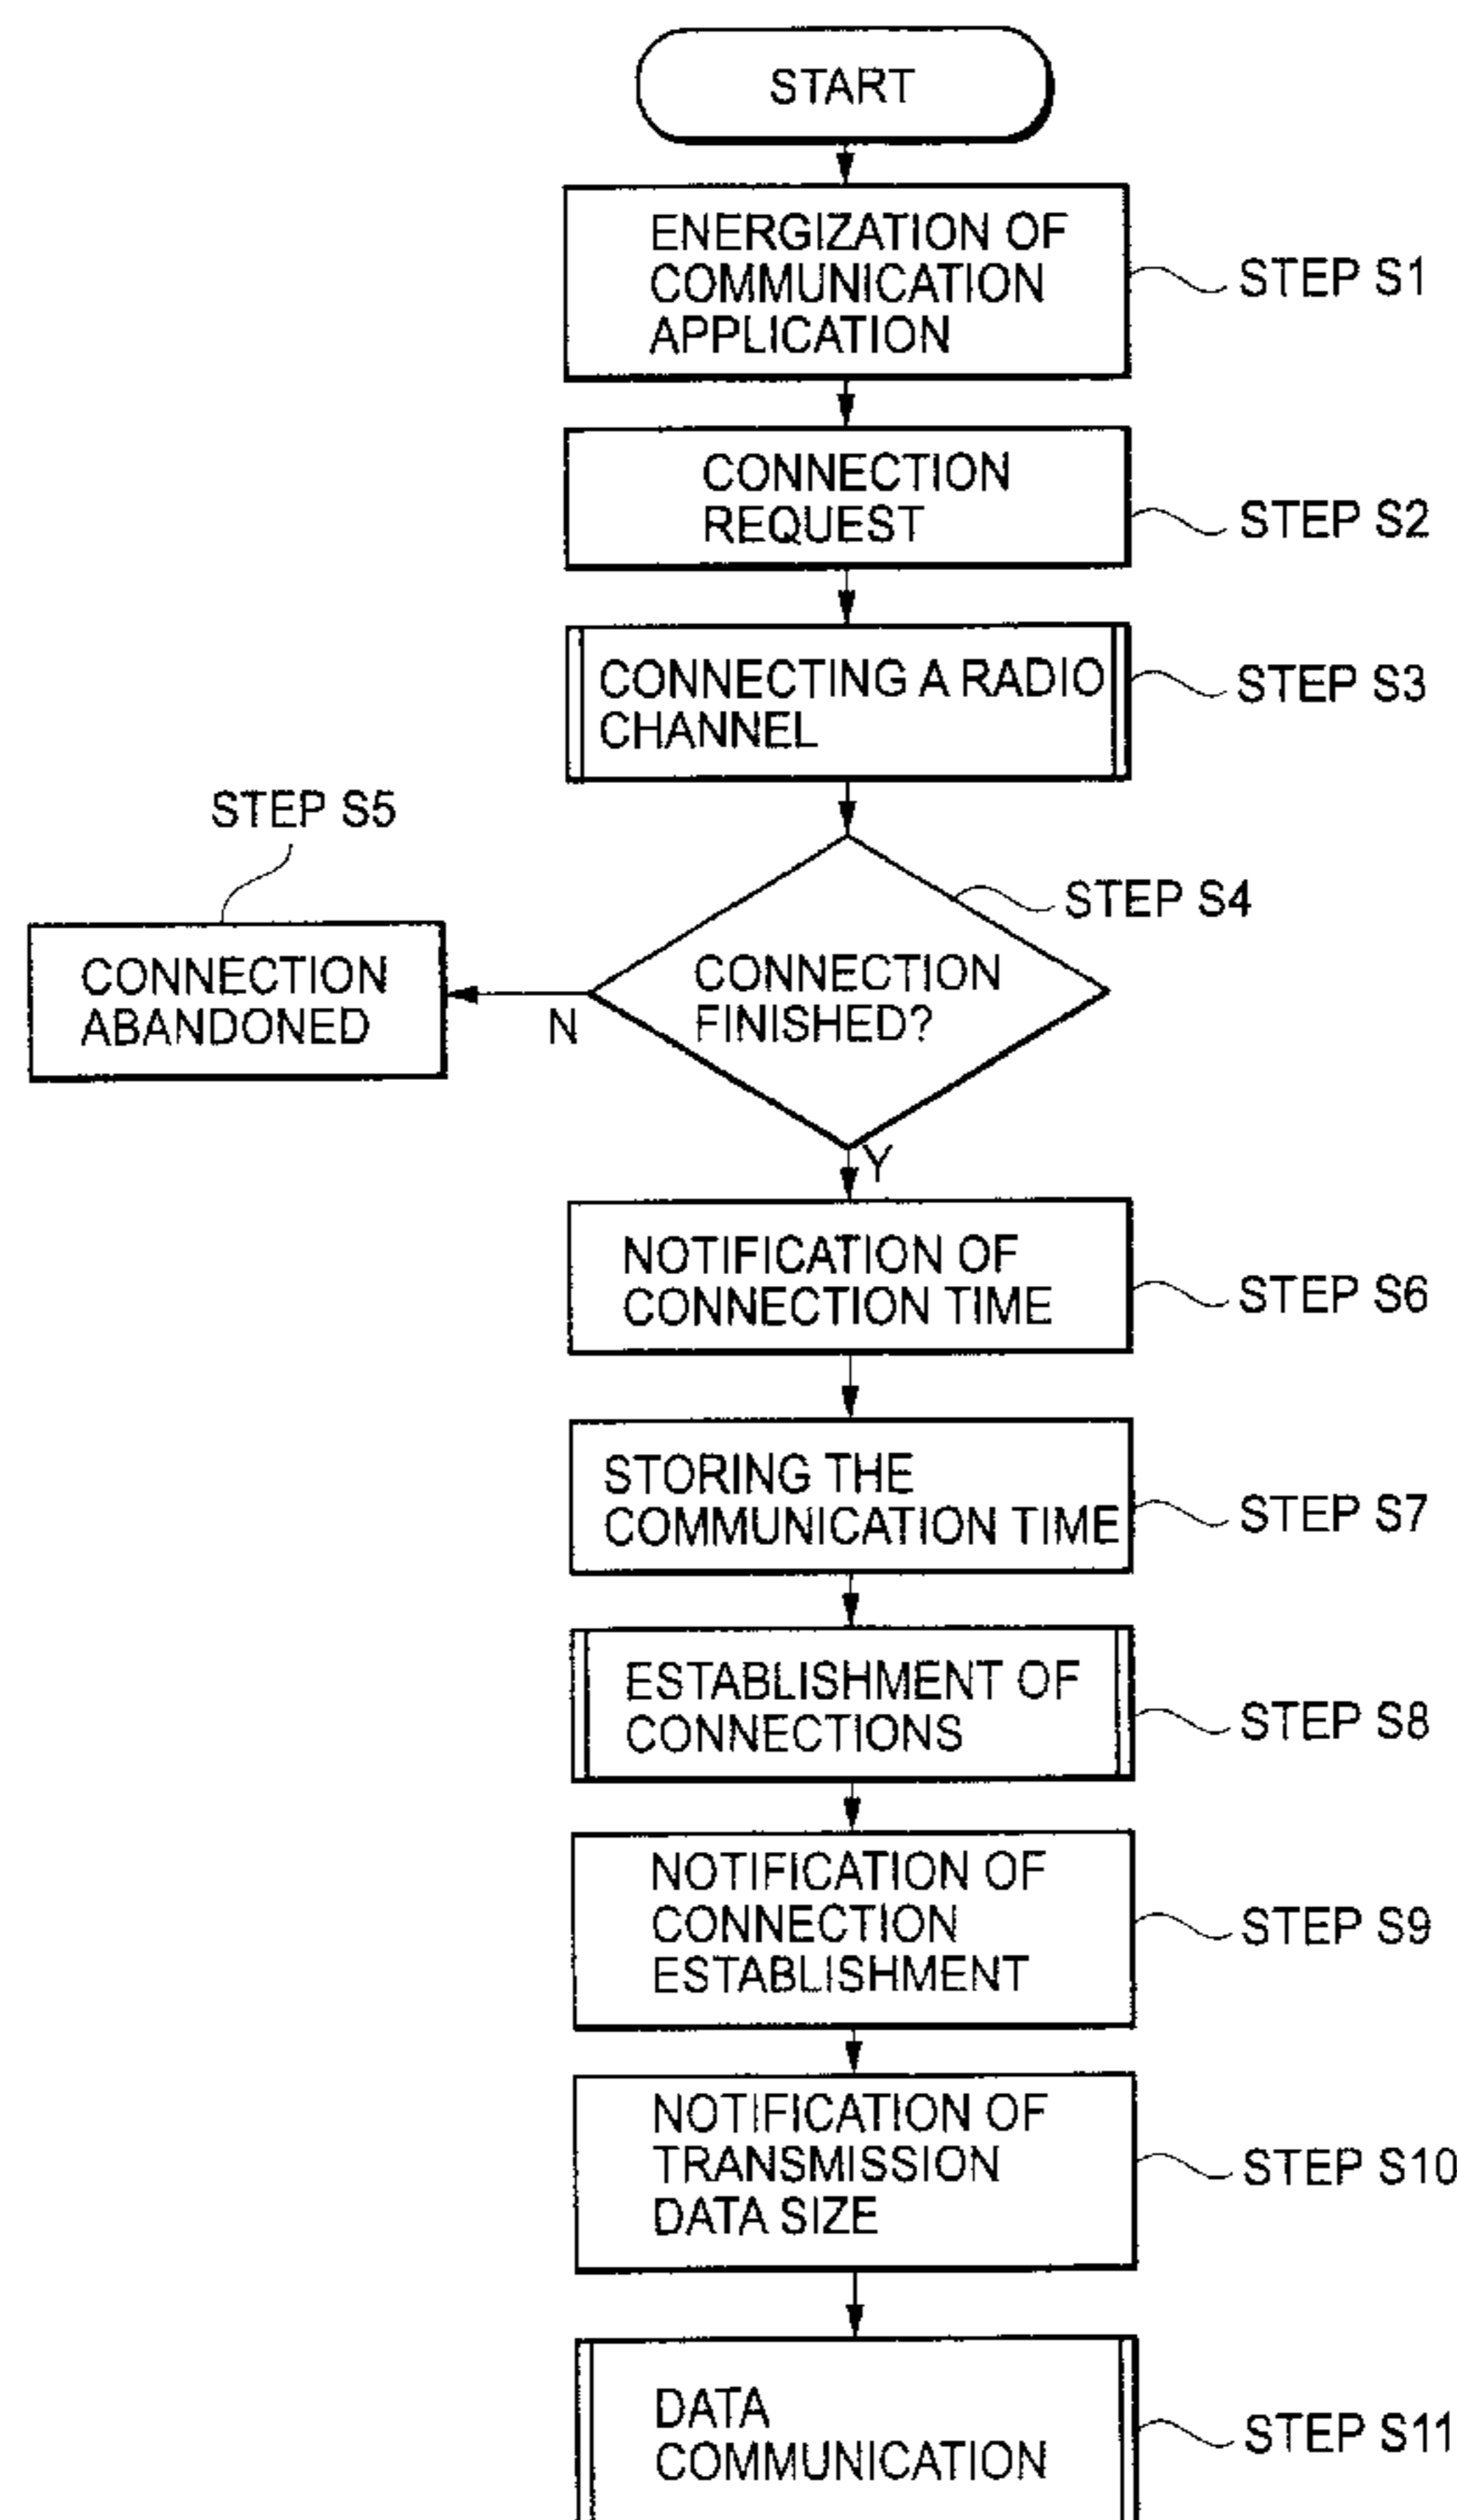 START
ENERGIZATION OF
COMMUNICATION
APPLICATION
STEP S1
CONNECTION
REQUEST
STEP S2
CONNECTING A RADIO
CHANNEL
STEP S3
STEP S5
STEP S4
CONNECTION
ABANDONED
N
CONNECTION
FINISHED?
Y
NOTIFICATION OF
CONNECTION TIME
STEP S6
STORING THE
COMMUNICATION TIME
STEP S7
ESTABLISHMENT OF
CONNECTIONS
STEP S8
NOTIFICATION OF
CONNECTION
ESTABLISHMENT
STEP S9
NOTIFICATION OF
TRANSMISSION
DATA SIZE
STEP S10
DATA
COMMUNICATION
STEP S11